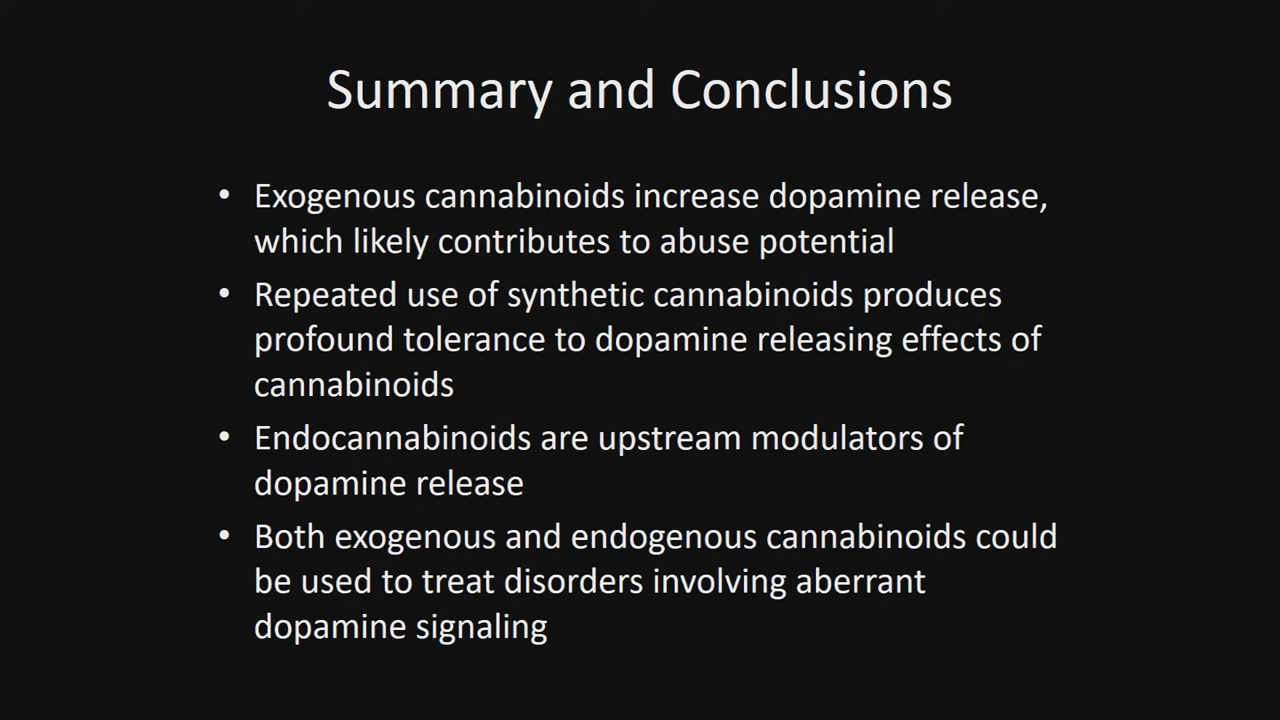 Summary and Conclusions
• Exogenous cannabinoids increase dopamine release,
which likely contributes to abuse potential
• Repeated use of synthetic cannabinoids produces
profound tolerance to dopamine releasing effects of
cannabinoids
• Endocannabinoids are upstream modulators of
dopamine release
• Both exogenous and endogenous cannabinoids could
be used to treat disorders involving aberrant
dopamine signaling